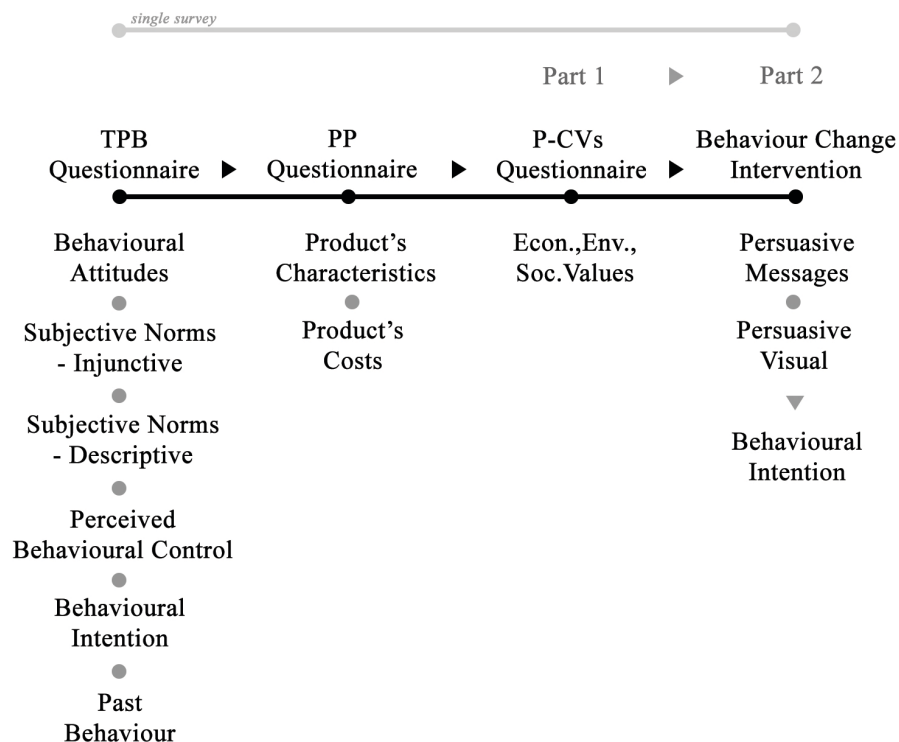 single survey
Part 1
Part 2
TPB
Questionnaire
PP
Questionnaire
P-CVs
Questionnaire
Behaviour Change
Intervention
Behavioural
Attitudes
Subjective Norms
- Injunctive
Subjective Norms
- Descriptive
Perceived
Behavioural Control
Behavioural
Intention
Past
Behaviour
Product’s
Characteristics
Product’s
Costs
Econ.,Env.,
Soc.Values
Persuasive
Messages
Persuasive
Visual
Behavioural
Intention